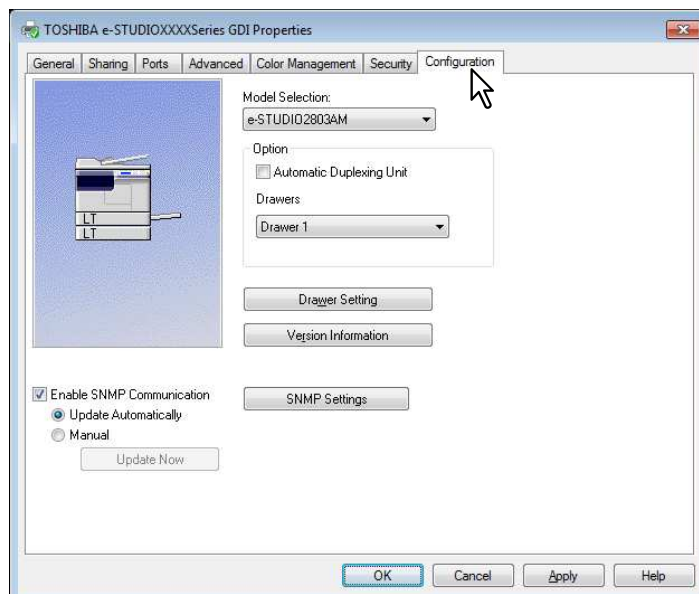 TOSHIBA e-STUDIOXXXXSeries GDI Properties
General Sharing Ports Advanced Color Management Security Configuration
Model Selection:
e-STUDIO2803AM
Option
Automatic Duplexing Unit
Drawers
Drawer 1
LT
LT
Drawer Setting
Version Information
Enable SNMP Communication
SNMP Settings
Update Automatically
Manual
Update Now
OK Cancel Apply Help